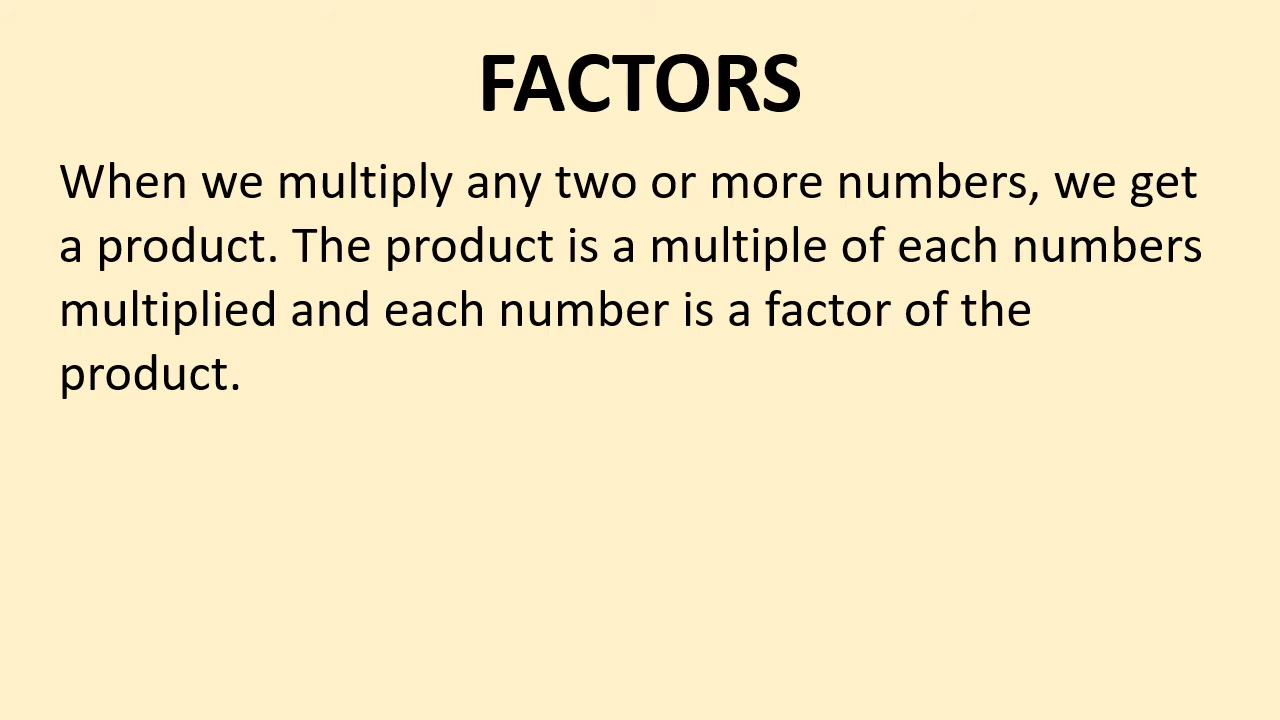 FACTORS
When we multiply any two or more numbers, we get
a product. The product is a multiple of each numbers
multiplied and each number is a factor of the
product.